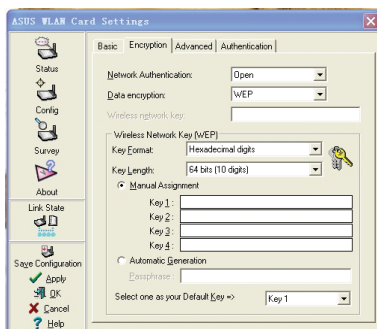 ASUS WLAN Card Settings
Status
Config
Survey
About
Link State
Save Configuration
Apply
OK
Cancel
Help
Basic Encryption Advanced Authentication
Network Authentication: Open
Data encryption: WEP
Wireless network key:
Wireless Network Key (WEP)
Key Format: Hexadecimal digits
Key Length: 64 bits (10 digits)
Manual Assignment
Key 1 :
Key 2 :
Key 3 :
Key 4 :
Automatic Generation
Passphrase :
Select one as your Default Key => Key 1